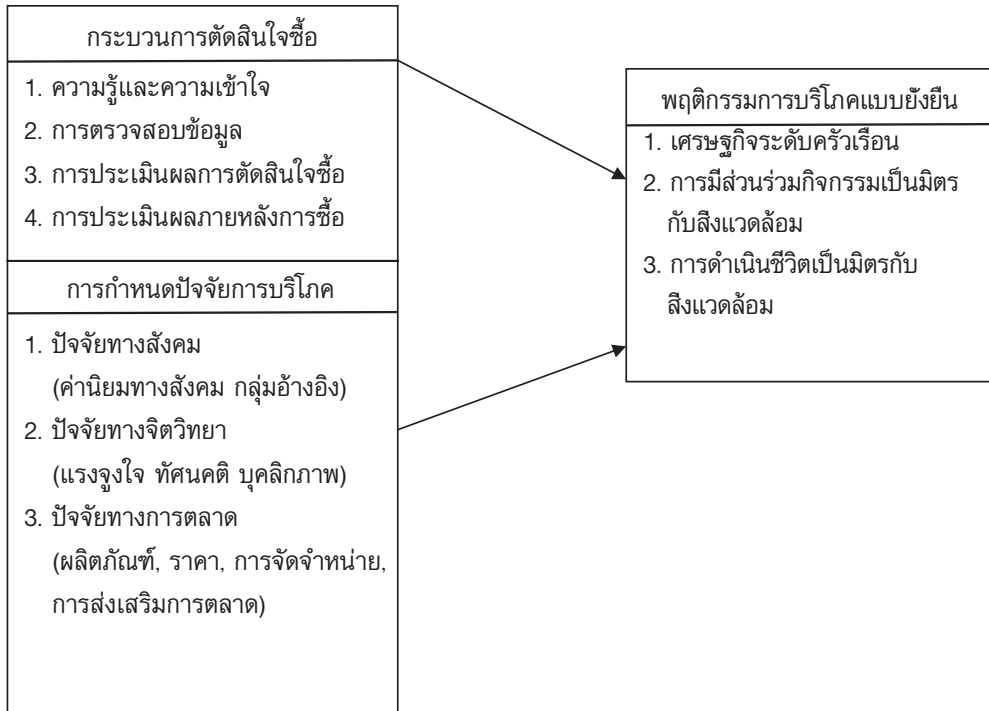 กระบวนการตัดสินใจซื้อ
1. ความรู้และความเข้าใจ
2. การตรวจสอบข้อมูล
3. การประเมินผลการตัดสินใจซื้อ
4. การประเมินผลภายหลังการซื้อ
การกำหนดปัจจัยการบริโภค
1. ปัจจัยทางสังคม
(ค่านิยมทางสังคม กลุ่มอ้างอิง)
2. ปัจจัยทางจิตวิทยา
(แรงจูงใจ ทัศนคติ บุคลิกภาพ)
3. ปัจจัยทางการตลาด
(ผลิตภัณฑ์, ราคา, การจัดจำหน่าย,
การส่งเสริมการตลาด)
พฤติกรรมการบริโภคแบบยั่งยืน
1. เศรษฐกิจระดับครัวเรือน
2. การมีส่วนร่วมกิจกรรมเป็นมิตร
กับสิ่งแวดล้อม
3. การดำเนินชีวิตเป็นมิตรกับ
สิ่งแวดล้อม